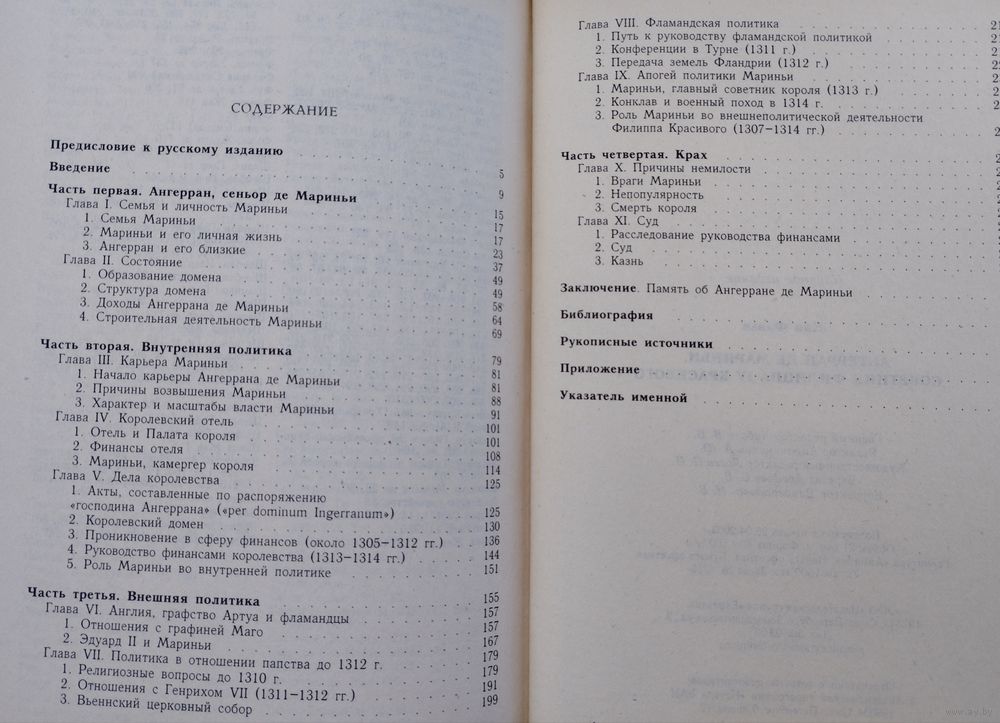 СОДЕРЖАНИЕ
Предисловие к русскому изданию 5
Введение 9
Часть первая. Ангерран, сеньор де Мариньи 15
Глава I. Семья и личность Мариньи 17
1. Семья Мариньи 17
2. Мариньи и его личная жизнь 23
3. Ангерран и его близкие 37
Глава II. Состояние 49
1. Образование домена 49
2. Структура домена 58
3. Доходы Ангеррана де Мариньи 64
4. Строительная деятельность Мариньи 69
Часть вторая. Внутренняя политика 79
Глава III. Карьера Мариньи 81
1. Начало карьеры Ангеррана де Мариньи 81
2. Причины возвышения Мариньи 88
3. Характер и масштабы власти Мариньи 91
Глава IV. Королевский отель 101
1. Отель и Палата короля 101
2. Финансы отеля 108
3. Мариньи, камергер короля 114
Глава V. Дела королевства 125
1. Акты, составленные по распоряжению
«господина Ангеррана» («per dominum Ingerranum») 125
2. Королевский домен 130
3. Проникновение в сферу финансов (около 1305—1312 гг.) 136
4. Руководство финансами королевства (1313—1314 гг.) 144
5. Роль Мариньи во внутренней политике 151
Часть третья. Внешняя политика 155
Глава VI. Англия, графство Артуа и фламандцы 157
1. Отношения с графиней Маго 157
2. Эдуард II и Мариньи 167
Глава VII. Политика в отношении папства до 1312 г. 179
1. Религиозные вопросы до 1310 г. 179
2. Отношения с Генрихом VII (1311—1312 гг.) 191
3. Вьеннский церковный собор 199
Глава VIII. Фламандская политика
1. Путь к руководству фламандской политикой
2. Конференции в Турне (1311 г.)
3. Передача земель Фландрии (1312 г.)
Глава IX. Апогей политики Мариньи
1. Мариньи, главный советник короля (1313 г.)
2. Конклав и военный поход в 1314 г.
3. Роль Мариньи во внешнеполитической деятельности
Филиппа Красивого (1307—1314 гг.)
Часть четвертая. Крах
Глава X. Причины немилости
1. Враги Мариньи
2. Непопулярность
3. Смерть короля
Глава XI. Суд
1. Расследование руководства финансами
2. Суд
3. Казнь
Заключение. Память об Ангерране де Мариньи
Библиография
Рукописные источники
Приложение
Указатель именной